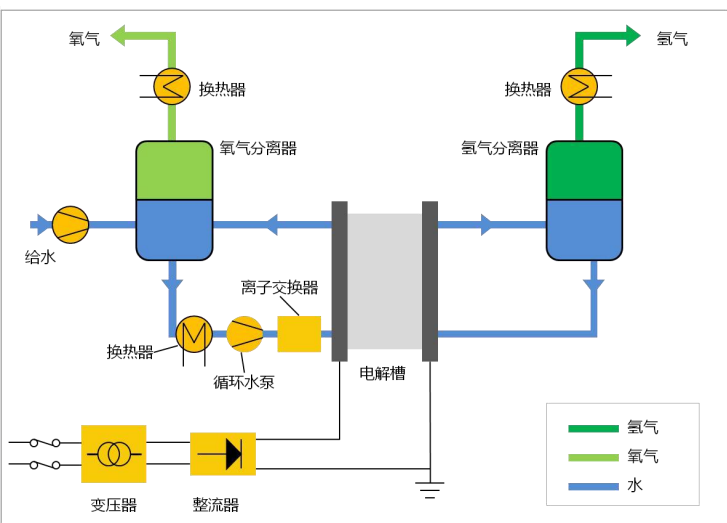 氧气
氢气
换热器
换热器
氧气分离器
氢气分离器
给水
离子交换器
换热器
循环水泵
电解槽
氢气
氧气
水
变压器
整流器